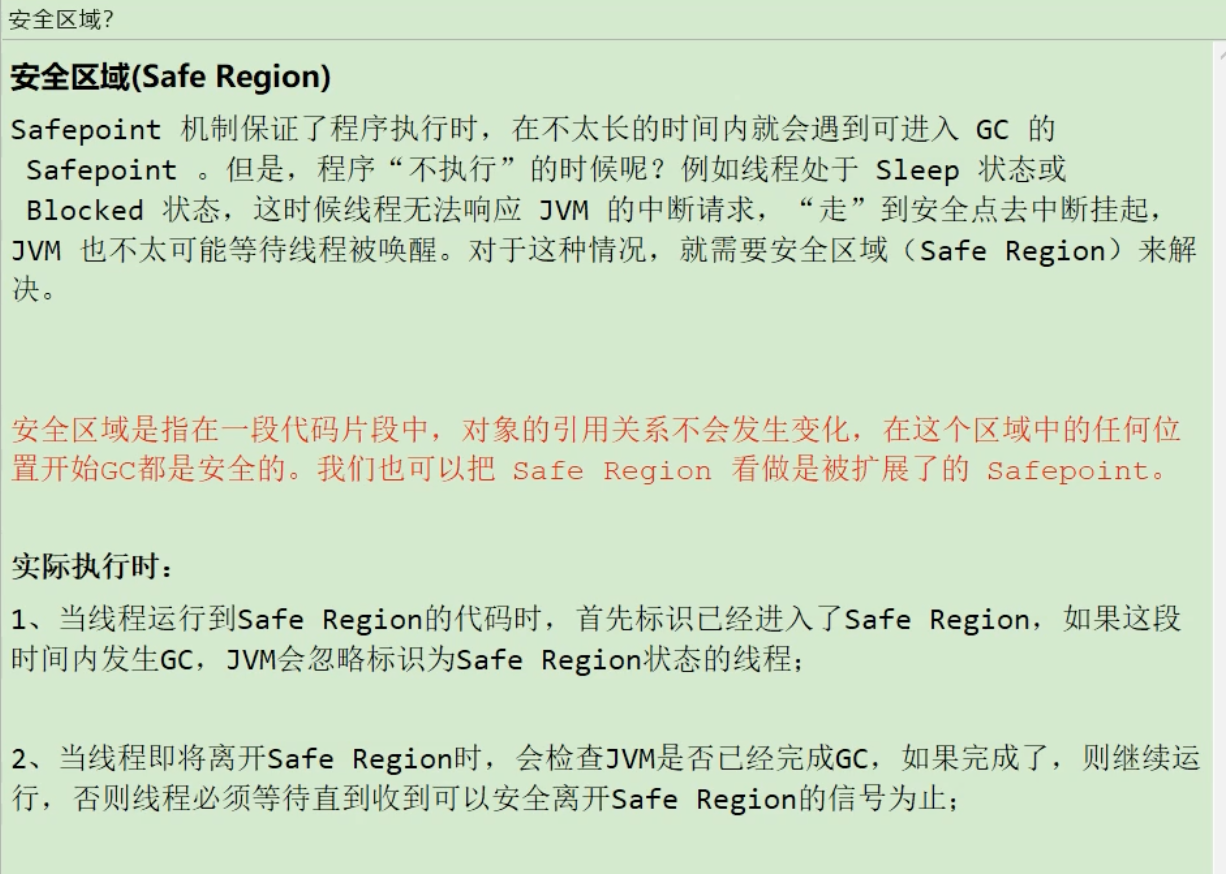 安全区域?
安全区域(Safe Region)
Safepoint 机制保证了程序执行时，在不太长的时间内就会遇到可进入 GC 的
Safepoint 。但是，程序“不执行”的时候呢？例如线程处于 Sleep 状态或
Blocked 状态，这时候线程无法响应 JVM 的中断请求，“走”到安全点去中断挂起，
JVM 也不太可能等待线程被唤醒。对于这种情况，就需要安全区域（Safe Region）来解
决。
安全区域是指在一段代码片段中，对象的引用关系不会发生变化，在这个区域中的任何位
置开始GC都是安全的。我们也可以把 Safe Region 看做是被扩展了的 Safepoint。
实际执行时：
1、当线程运行到Safe Region的代码时，首先标识已经进入了Safe Region，如果这段
时间内发生GC，JVM会忽略标识为Safe Region状态的线程；
2、当线程即将离开Safe Region时，会检查JVM是否已经完成GC，如果完成了，则继续运
行，否则线程必须等待直到收到可以安全离开Safe Region的信号为止；